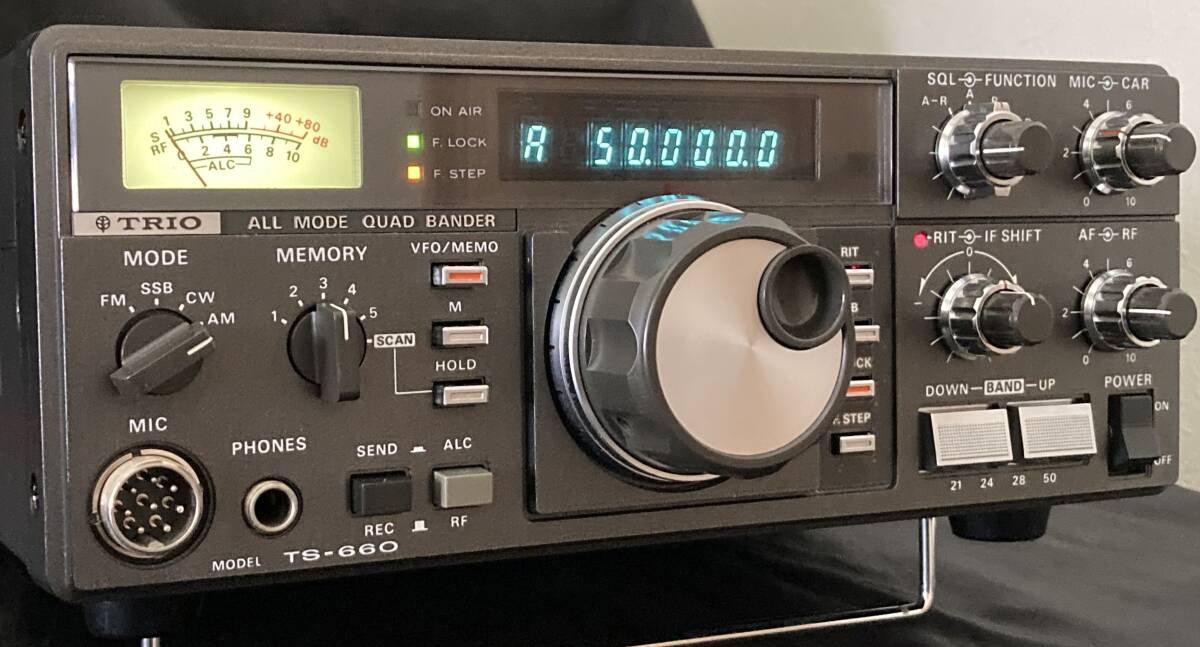 1 3 5 7 9 +40 +80
S dB
RF 0 2 4 6 8 10
ALC
ON AIR
F. LOCK
F. STEP
A 50.000.0
SQL FUNCTION MIC CAR
A-R A B
4 6
2
0 10
TRIO
ALL MODE QUAD BANDER
MODE
FM SSB CW AM
MEMORY
1 2 3 4 5
SCAN
VFO/MEMO
M
HOLD
RIT
B
CK
STEP
RIT IF SHIFT
0
- +
AF RF
4 6
2
0 10
DOWN BAND UP
21 24 28 50
POWER
ON
OFF
MIC
PHONES
SEND ALC
REC RF
MODEL TS-660